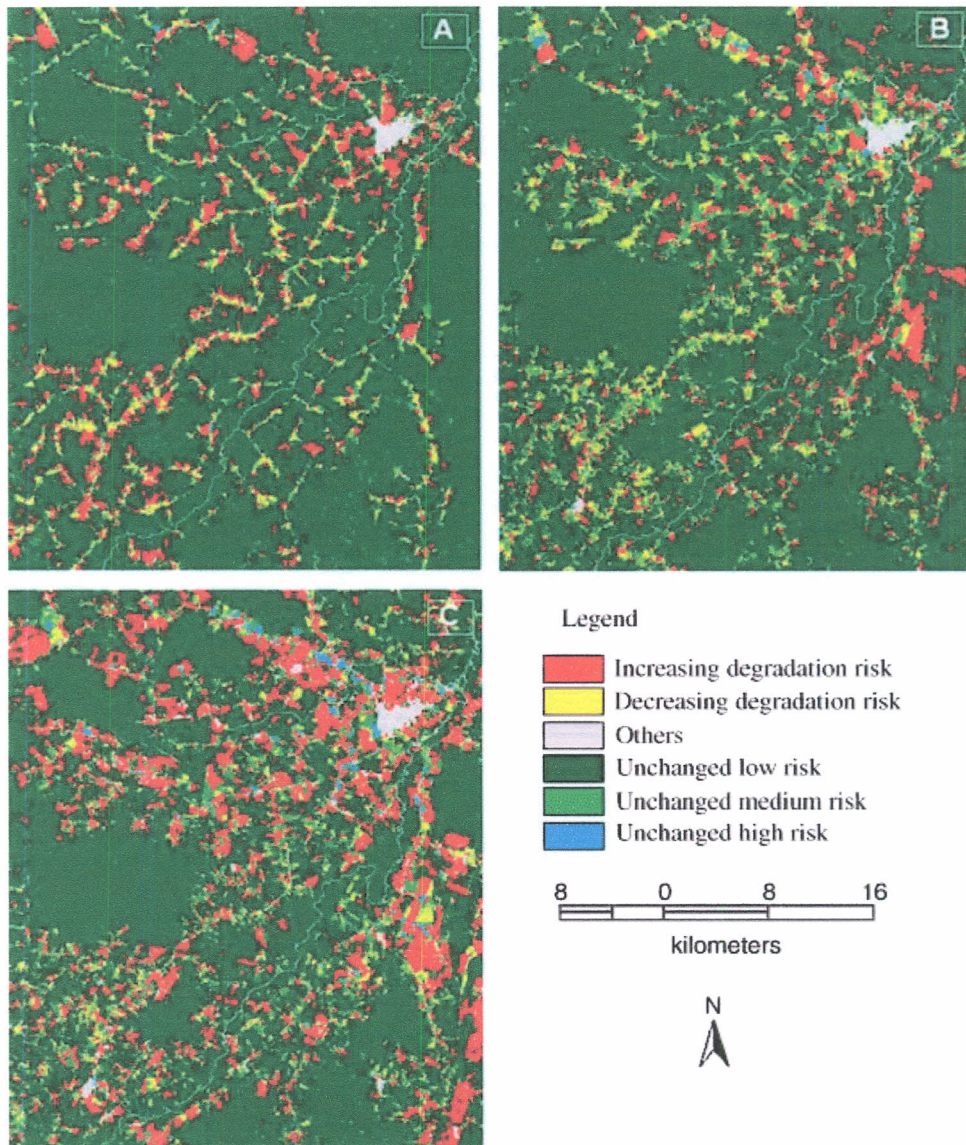 A
B
C
Legend
Increasing degradation risk
Decreasing degradation risk
Others
Unchanged low risk
Unchanged medium risk
Unchanged high risk
8 0 8 16
kilometers
N